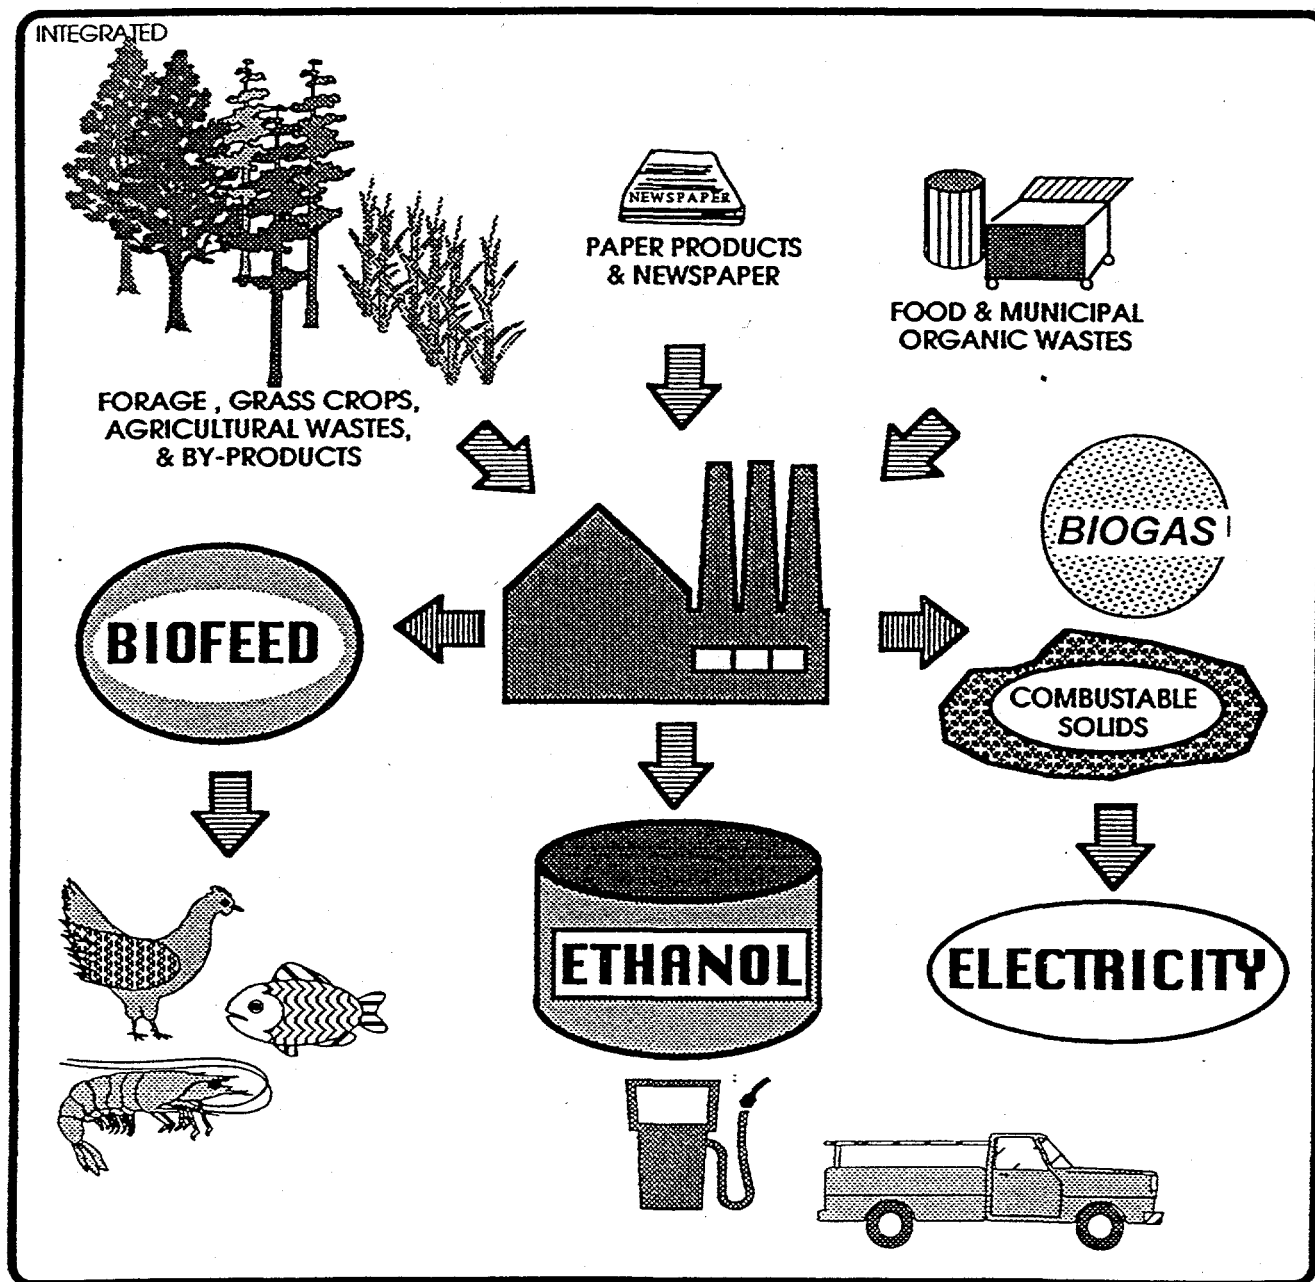 INTEGRATED
NEWSPAPER
PAPER PRODUCTS
& NEWSPAPER
FOOD & MUNICIPAL
ORGANIC WASTES
FORAGE , GRASS CROPS,
AGRICULTURAL WASTES,
& BY-PRODUCTS
BIOGAS
BIOFEED
COMBUSTABLE
SOLIDS
ETHANOL
ELECTRICITY